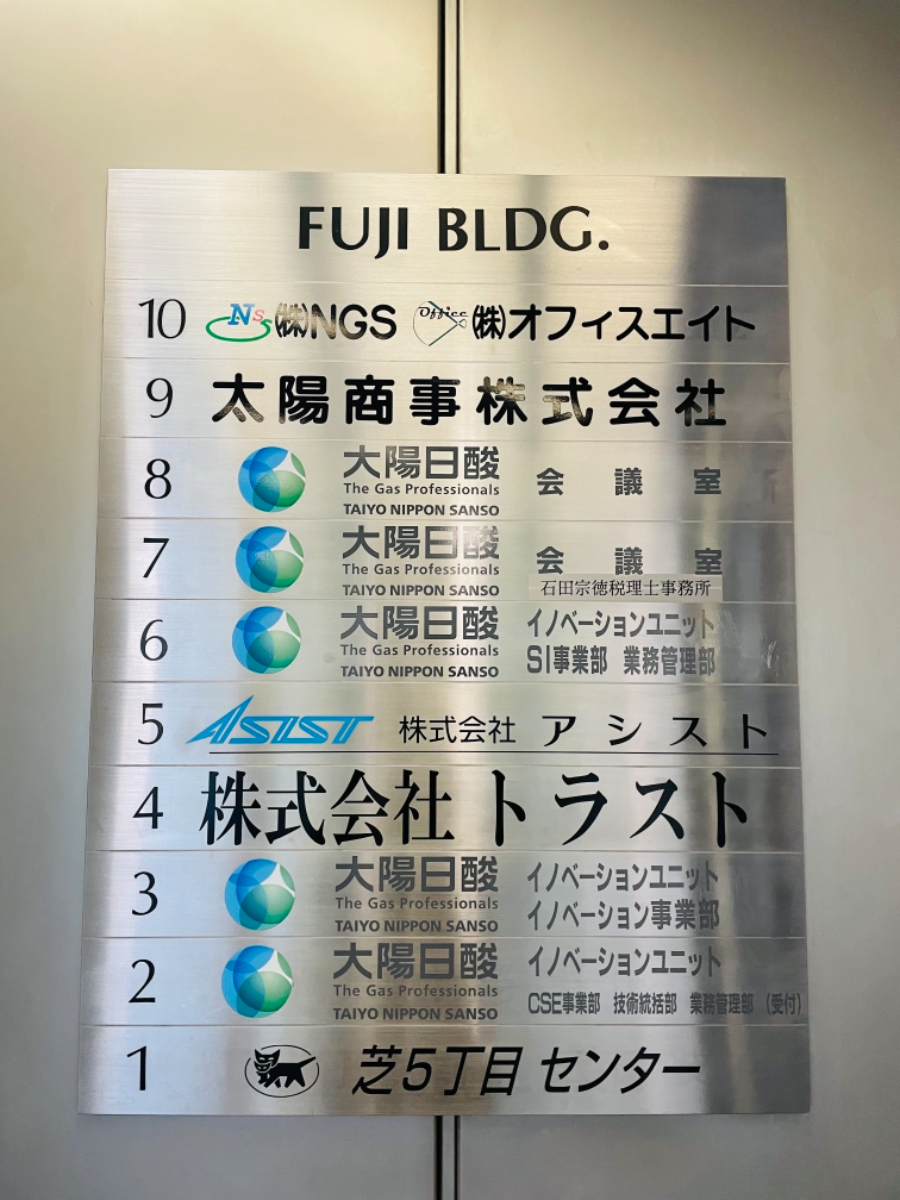 FUJI BLDG.
10 NSS ㈱NGS Office ㈱オフィスエイト
9 太陽商事株式会社
8 大陽日酸 会議室
The Gas Professionals
TAIYO NIPPON SANSO
7 大陽日酸 会議室
The Gas Professionals
TAIYO NIPPON SANSO 石田宗徳税理士事務所
6 大陽日酸 イノベーションユニット
The Gas Professionals SI事業部 業務管理部
TAIYO NIPPON SANSO
5 ASIST 株式会社 アシスト
4 株式会社トラスト
3 大陽日酸 イノベーションユニット
The Gas Professionals イノベーション事業部
TAIYO NIPPON SANSO
2 大陽日酸 イノベーションユニット
The Gas Professionals CSE事業部 技術統括部 業務管理部 (受付)
TAIYO NIPPON SANSO
1 芝5丁目 センター